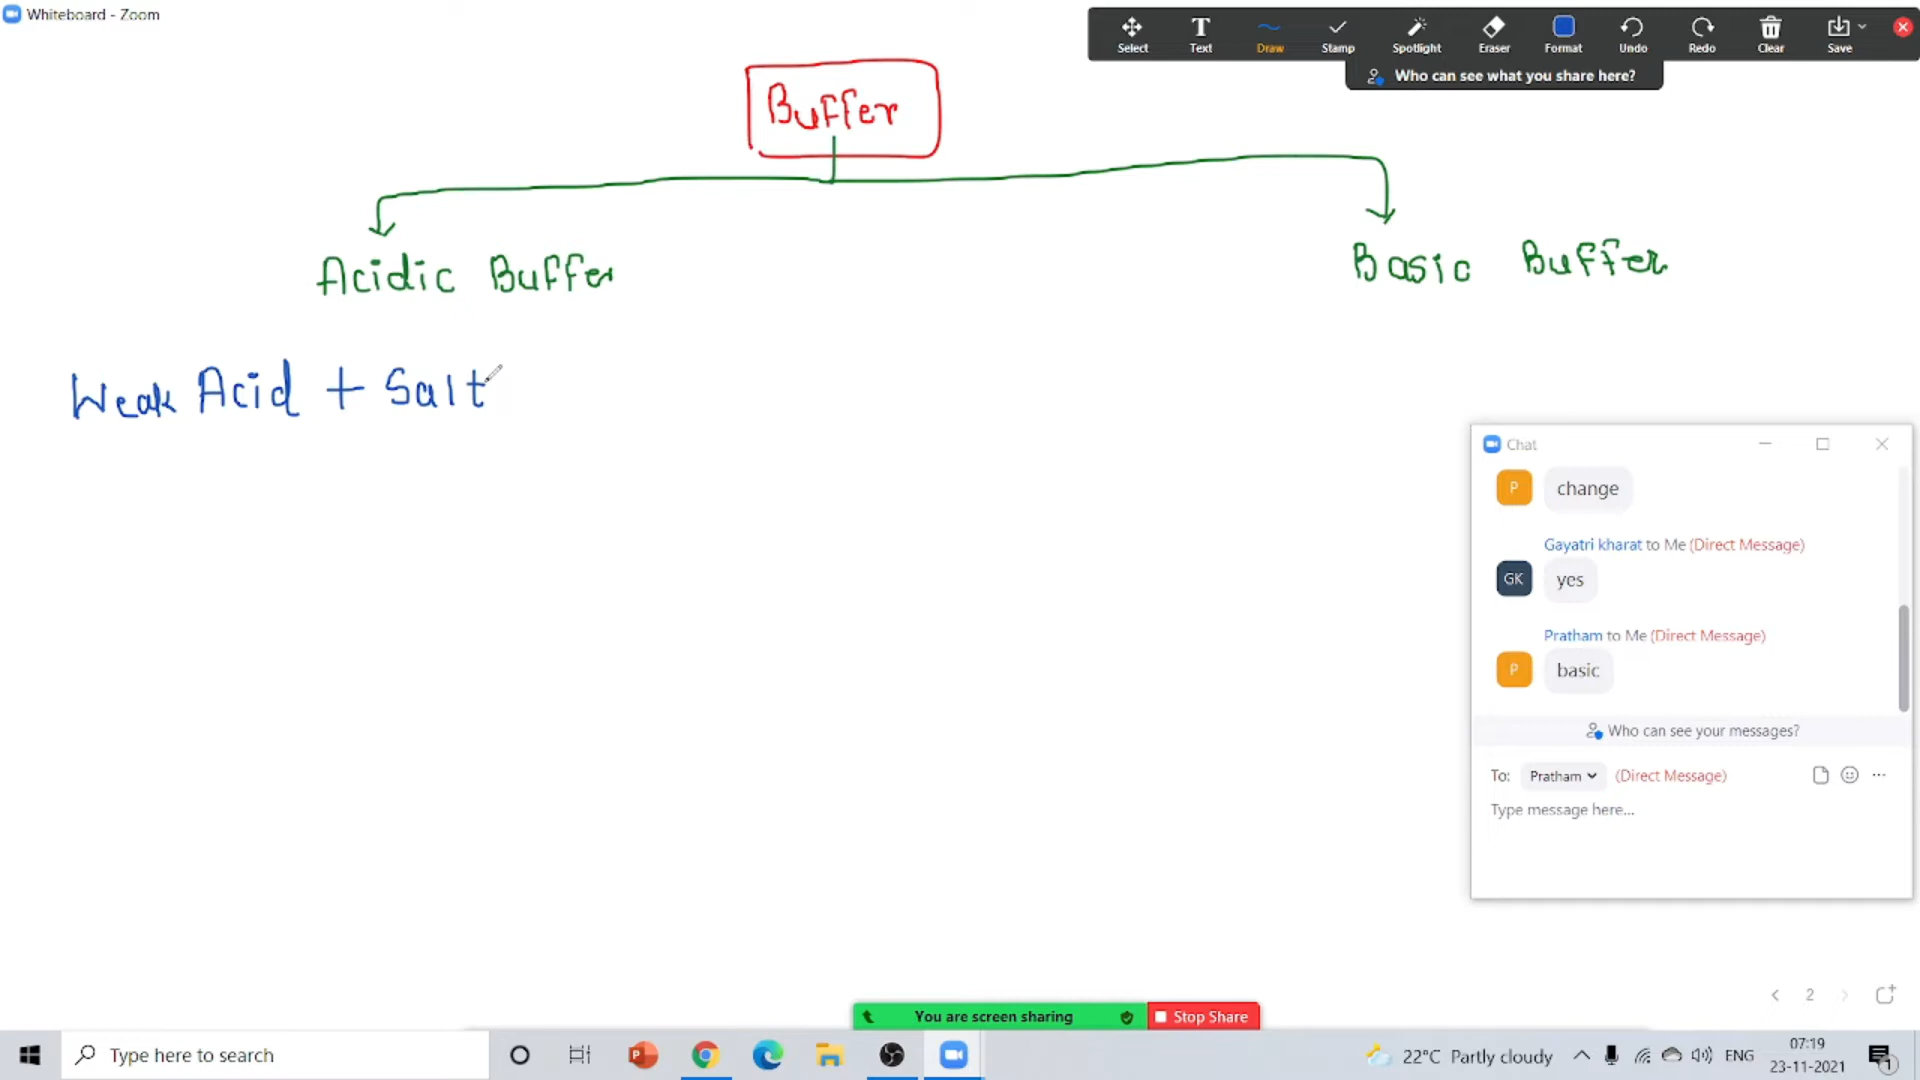 Whiteboard - Zoom
Select Text Draw Stamp Spotlight Eraser Format Undo Redo Clear Save
Who can see what you share here?
Buffer
Acidic Buffer
Basic Buffer
Weak Acid + Salt
Chat
P
change
Gayatri kharat to Me (Direct Message)
GK
yes
Pratham to Me (Direct Message)
P
basic
Who can see your messages?
To: Pratham (Direct Message)
Type message here...
2
You are screen sharing
Stop Share
Type here to search
22°C Partly cloudy
ENG
07:19
23-11-2021
1